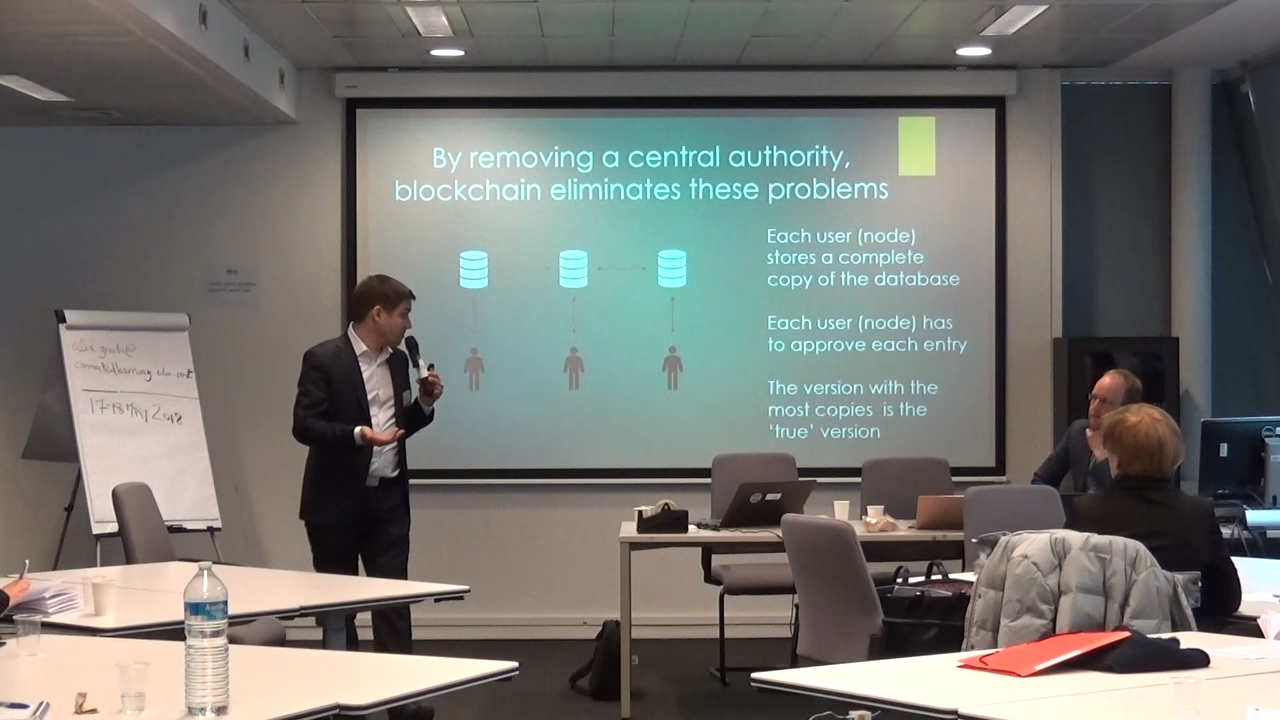 By removing a central authority,
blockchain eliminates these problems
Each user (node)
stores a complete
copy of the database
Each user (node) has
to approve each entry
The version with the
most copies is the
'true' version
17-18 May 2018